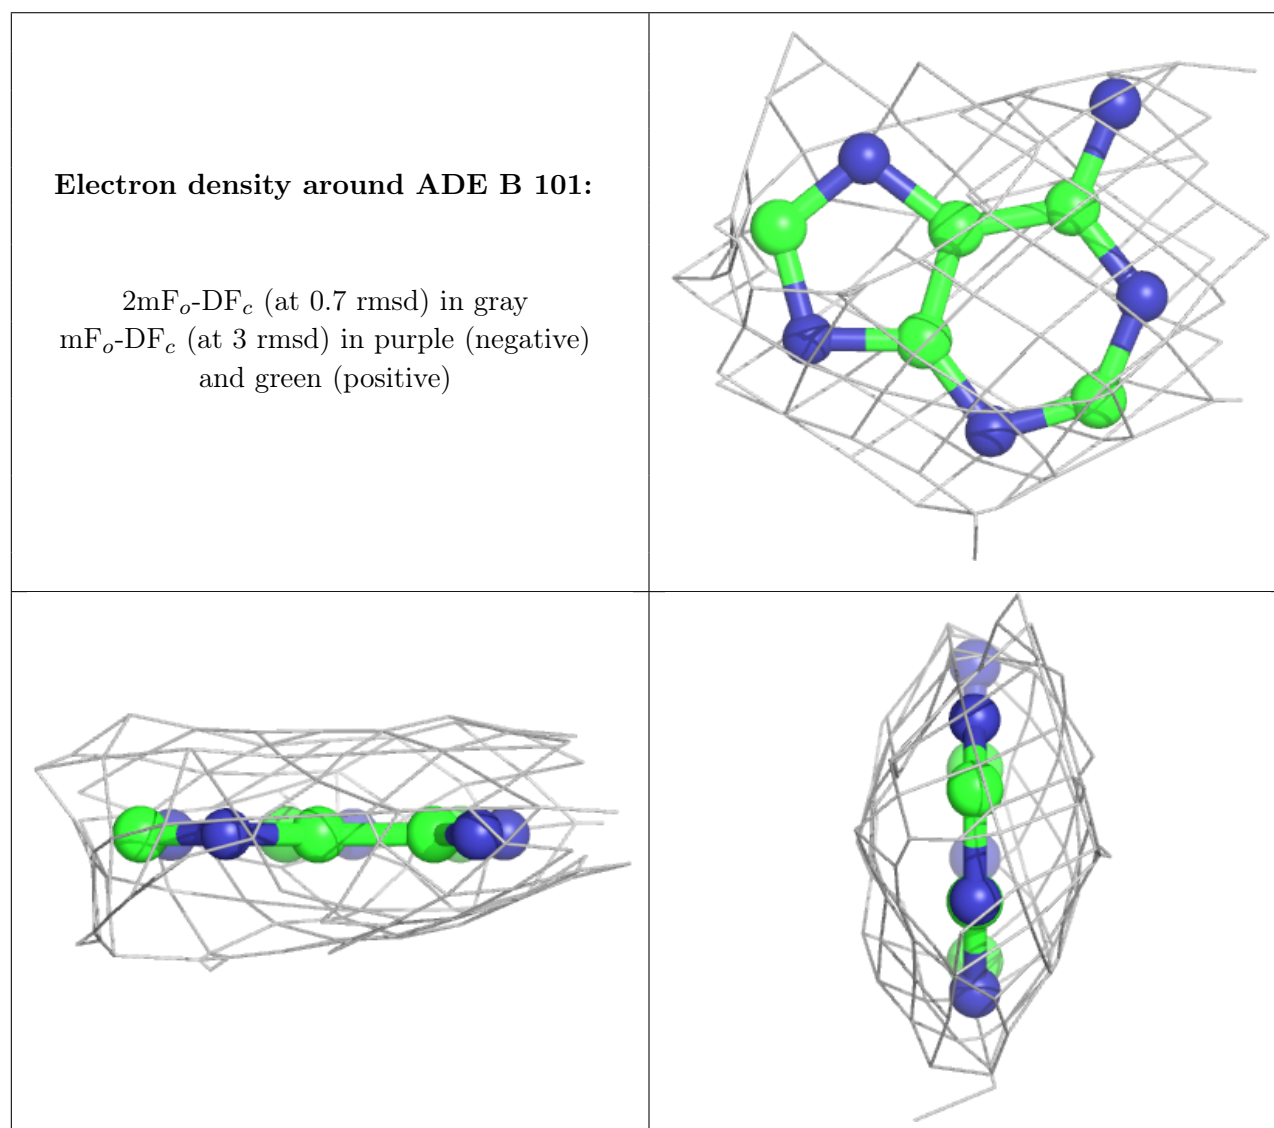 Electron density around ADE B 101:
2mFo-DFc (at 0.7 rmsd) in gray
mFo-DFc (at 3 rmsd) in purple (negative)
and green (positive)